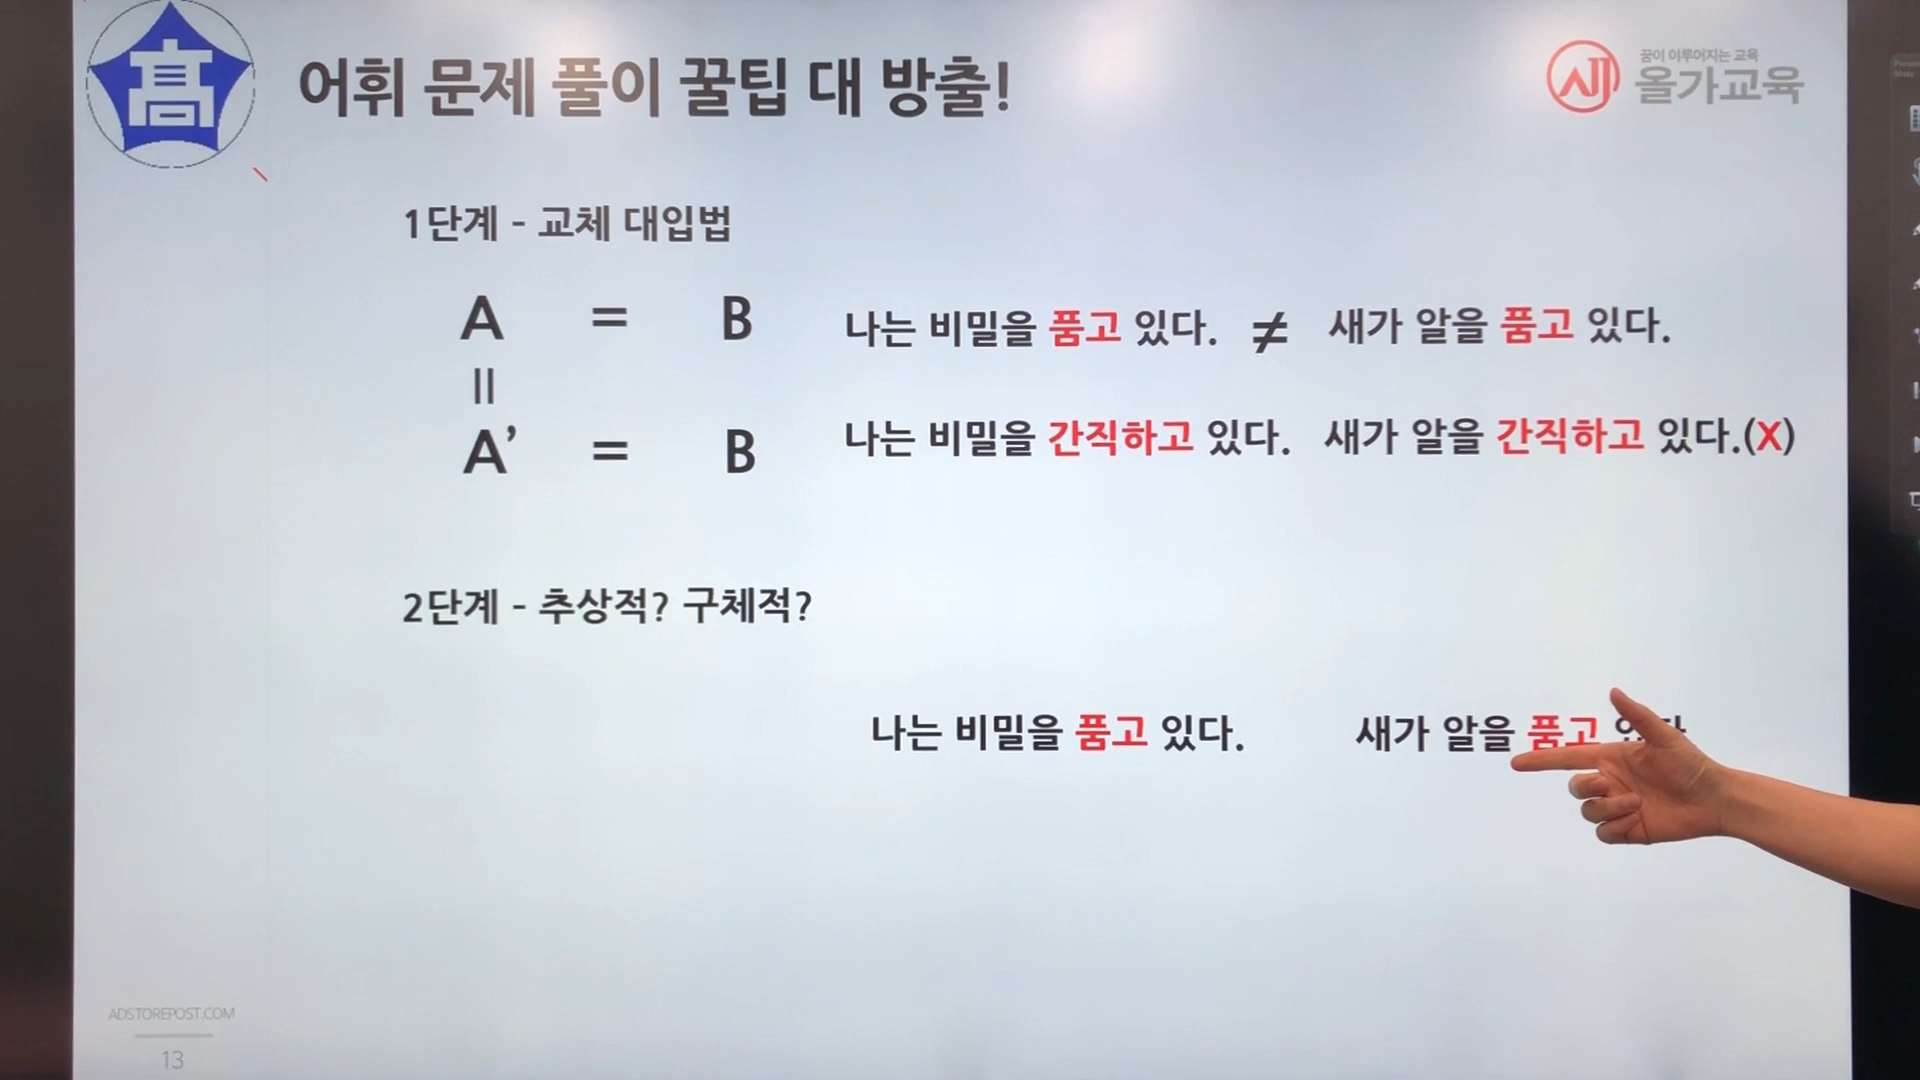 高
어휘 문제 풀이 꿀팁 대 방출!
꿈이 이루어지는 교육
올가교육
1단계 - 교체 대입법
A = B
나는 비밀을 품고 있다. ≠ 새가 알을 품고 있다.
=
A’ = B
나는 비밀을 간직하고 있다. 새가 알을 간직하고 있다.(X)
2단계 - 추상적? 구체적?
나는 비밀을 품고 있다. 새가 알을 품고
ADSTOREPOST.COM
13